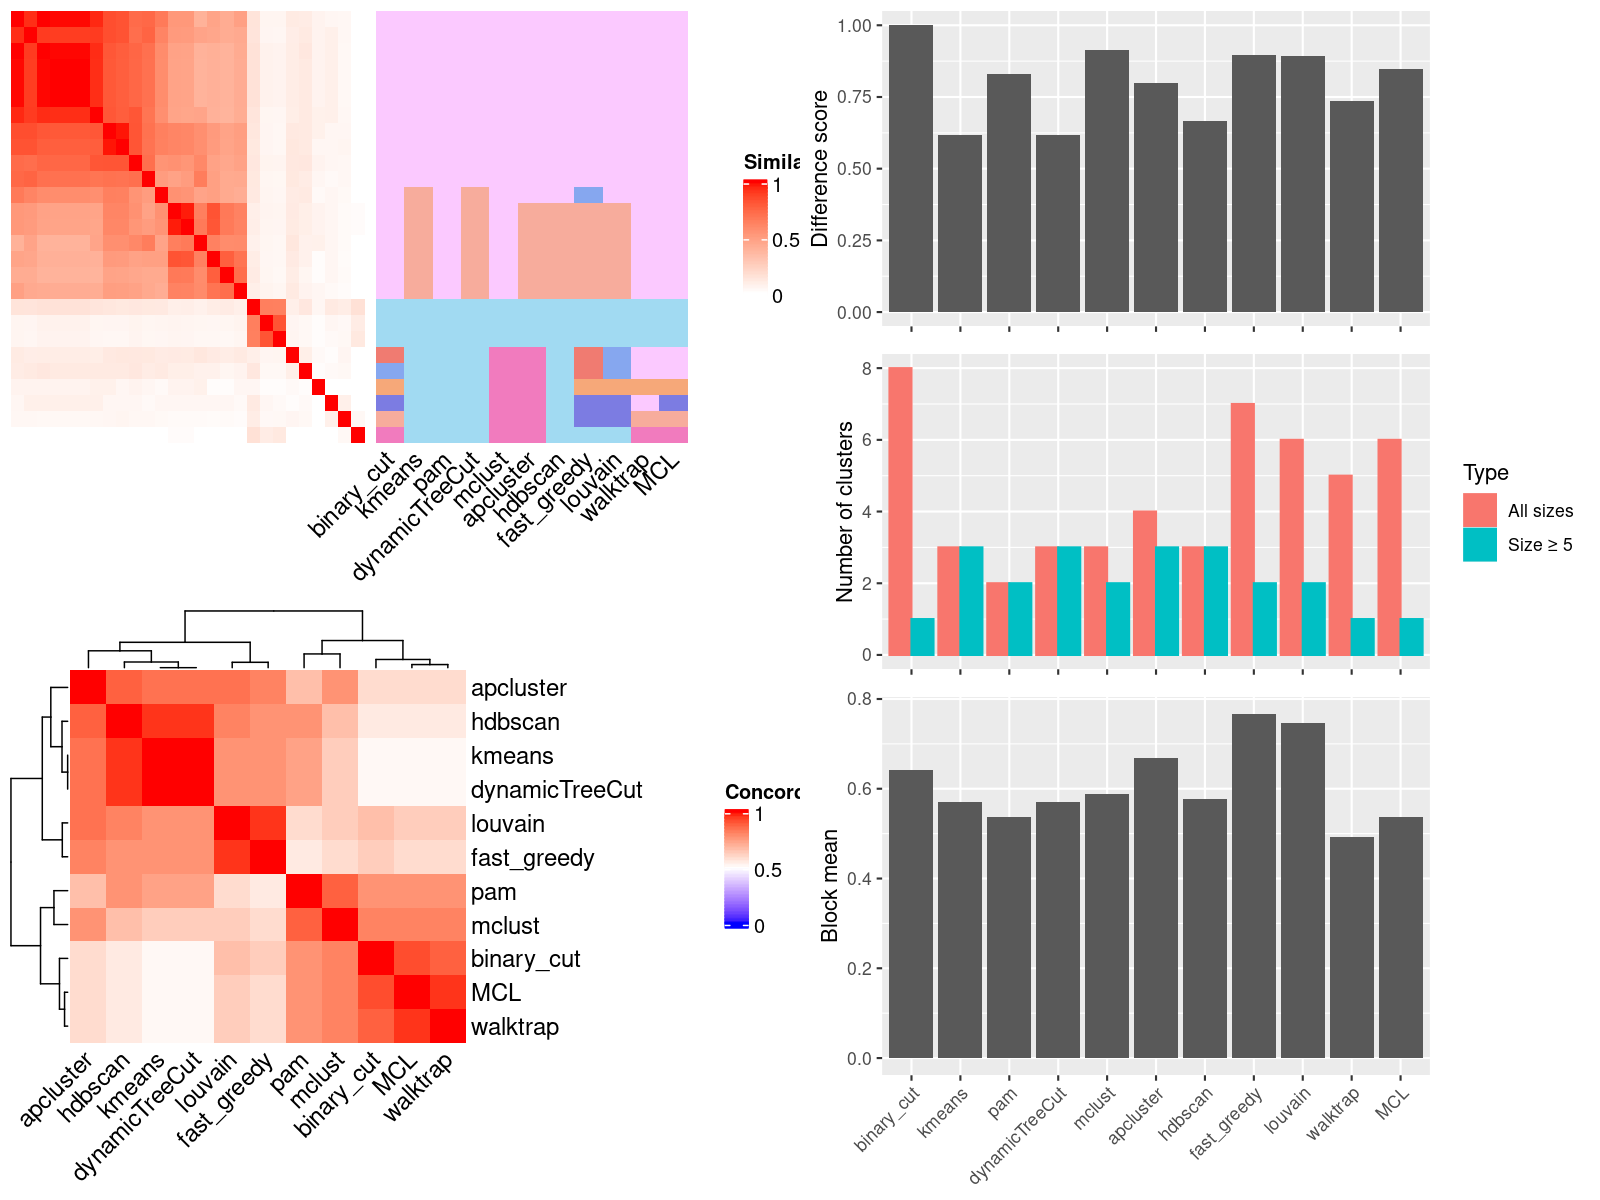 Simila
1
0.5
0
binary_cut
kmeans
pam
dynamicTreeCut
mclust
apcluster
hdbscan
fast_greedy
louvain
walktrap
MCL
apcluster
hdbscan
kmeans
dynamicTreeCut
louvain
fast_greedy
pam
mclust
binary_cut
MCL
walktrap
apcluster
hdbscan
kmeans
dynamicTreeCut
louvain
fast_greedy
pam
mclust
binary_cut
MCL
walktrap
Concord
1
0.5
0
Difference score
1.00
0.75
0.50
0.25
0.00
Number of clusters
8
6
4
2
0
Type
All sizes
Size ≥ 5
Block mean
0.8
0.6
0.4
0.2
0.0
binary_cut
kmeans
pam
dynamicTreeCut
mclust
apcluster
hdbscan
fast_greedy
louvain
walktrap
MCL